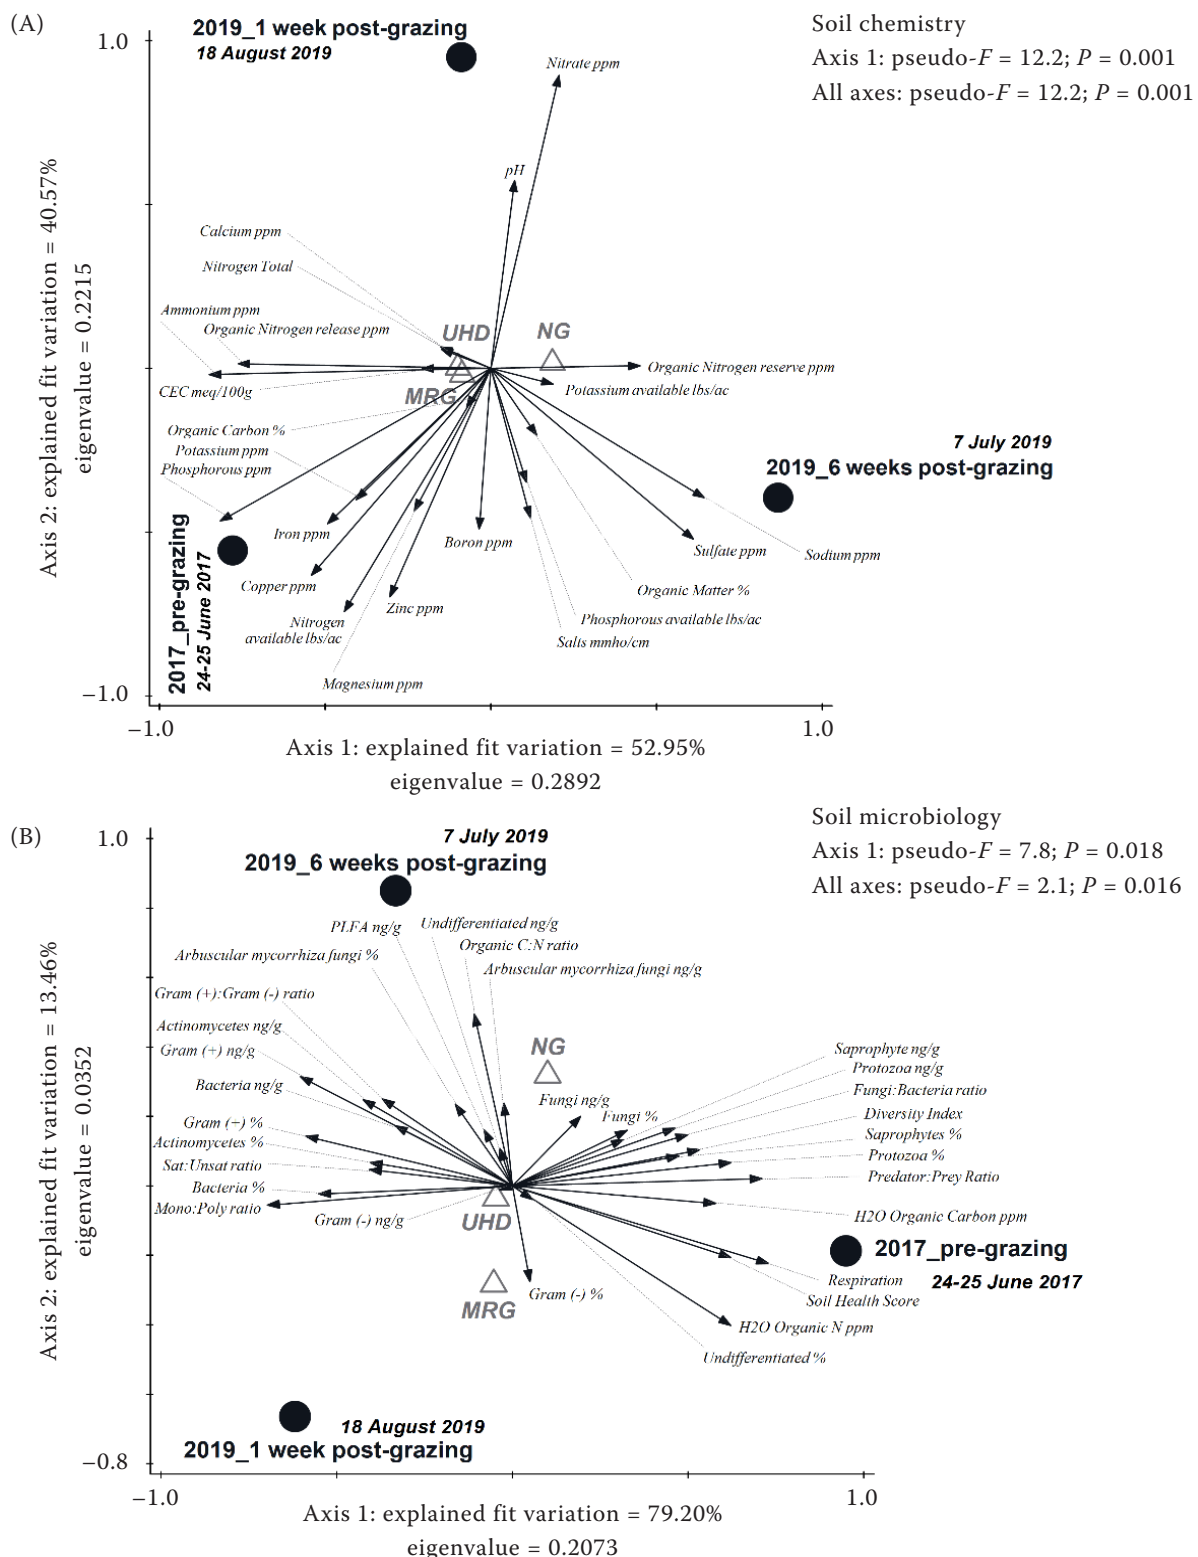 (A)
2019_1 week post-grazing
18 August 2019
Soil chemistry
Axis 1: pseudo-F = 12.2; P = 0.001
All axes: pseudo-F = 12.2; P = 0.001
1.0
Nitrate ppm
pH
Calcium ppm
Nitrogen Total
Ammonium ppm
Organic Nitrogen release ppm
UHD
NG
Organic Nitrogen reserve ppm
Potassium available lbs/ac
CEC meq/100g
MRG
Organic Carbon %
Potassium ppm
Phosphorous ppm
7 July 2019
2019_6 weeks post-grazing
Iron ppm
Boron ppm
Sulfate ppm
Sodium ppm
Copper ppm
Zinc ppm
Organic Matter %
Nitrogen
available lbs/ac
Phosphorous available lbs/ac
Salts mmho/cm
Magnesium ppm
2017_pre-grazing
24-25 June 2017
Axis 2: explained fit variation = 40.57%
eigenvalue = 0.2215
−1.0
−1.0
1.0
Axis 1: explained fit variation = 52.95%
eigenvalue = 0.2892
(B)
Soil microbiology
Axis 1: pseudo-F = 7.8; P = 0.018
All axes: pseudo-F = 2.1; P = 0.016
1.0
7 July 2019
2019_6 weeks post-grazing
PLFA ng/g
Undifferentiated ng/g
Organic C:N ratio
Arbuscular mycorrhiza fungi %
Arbuscular mycorrhiza fungi ng/g
Gram (+):Gram (-) ratio
Actinomycetes ng/g
Gram (+) ng/g
NG
Saprophyte ng/g
Protozoa ng/g
Bacteria ng/g
Fungi ng/g
Fungi %
Fungi:Bacteria ratio
Gram (+) %
Diversity Index
Actinomycetes %
Saprophytes %
Sat:Unsat ratio
Protozoa %
Bacteria %
Predator:Prey Ratio
Mono:Poly ratio
Gram (-) ng/g
UHD
H2O Organic Carbon ppm
2017_pre-grazing
24-25 June 2017
Respiration
Soil Health Score
MRG
Gram (-) %
H2O Organic N ppm
Undifferentiated %
18 August 2019
2019_1 week post-grazing
Axis 2: explained fit variation = 13.46%
eigenvalue = 0.0352
−0.8
−1.0
1.0
Axis 1: explained fit variation = 79.20%
eigenvalue = 0.2073